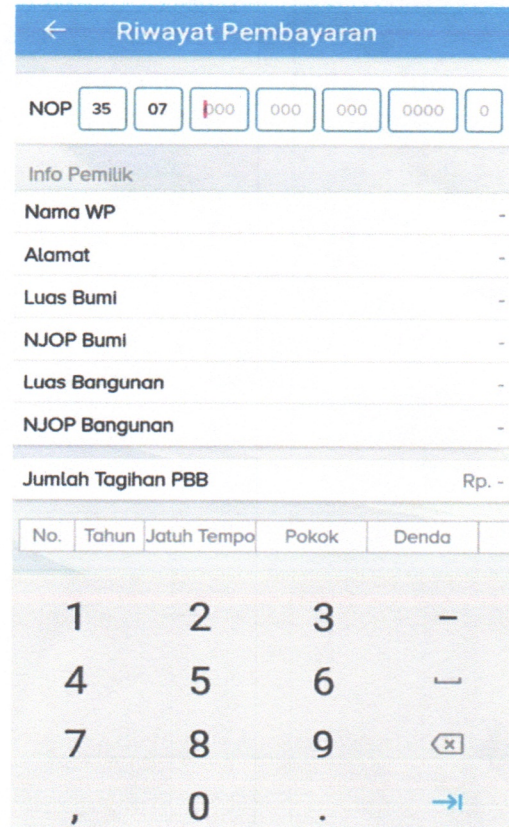 ← Riwayat Pembayaran
NOP 35 07 000 000 000 0000 0
Info Pemilik
Nama WP -
Alamat -
Luas Bumi -
NJOP Bumi -
Luas Bangunan -
NJOP Bangunan -
Jumlah Tagihan PBB Rp. -
No. Tahun Jatuh Tempo Pokok Denda
1 2 3 -
4 5 6
7 8 9
, 0 .